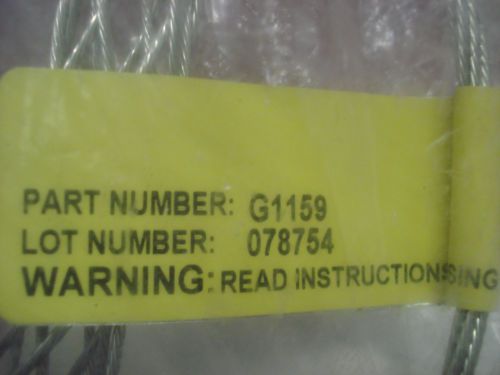 PART NUMBER: G1159
LOT NUMBER: 078754
WARNING: READ INSTRUCTIONS